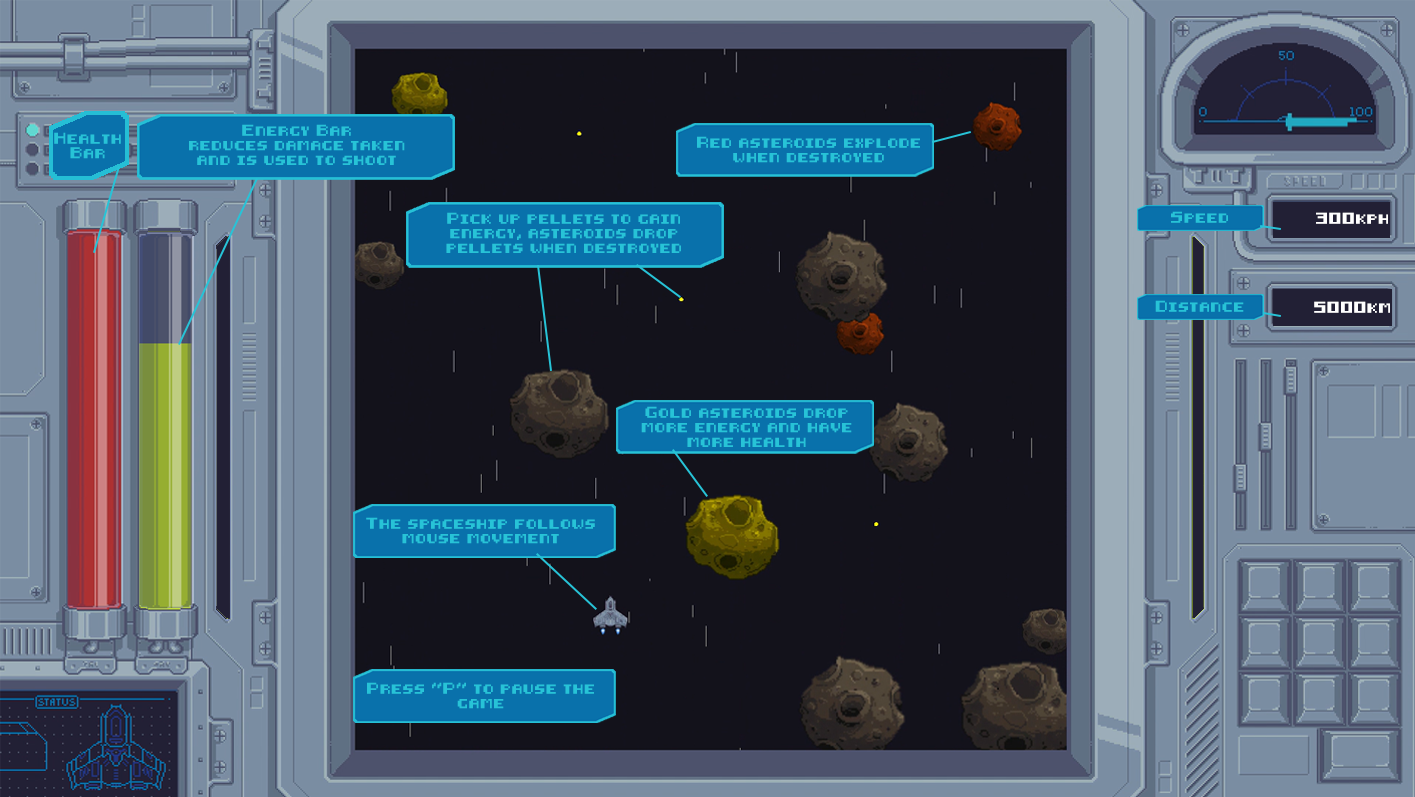 50
0
100
HEALTH
BAR
ENERGY BAR
REDUCES DAMAGE TAKEN
AND IS USED TO SHOOT
RED ASTEROIDS EXPLODE
WHEN DESTROYED
SPEED
PICK UP PELLETS TO GAIN
ENERGY, ASTEROIDS DROP
PELLETS WHEN DESTROYED
SPEED
300KPH
DISTANCE
5000KM
GOLD ASTEROIDS DROP
MORE ENERGY AND HAVE
MORE HEALTH
THE SPACESHIP FOLLOWS
MOUSE MOVEMENT
PRESS "P" TO PAUSE THE
GAME
STATUS